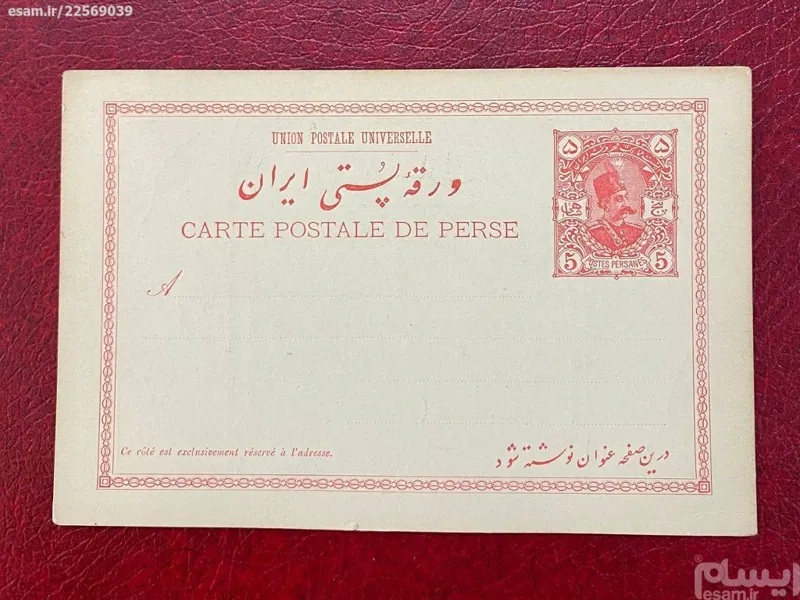 esam.ir/22569039
UNION POSTALE UNIVERSELLE
ورقهٔ پستی ایران
CARTE POSTALE DE PERSE
۵ ۵
5 POSTES PERSANES 5
A
Ce côté est exclusivement réservé à l'adresse.
درین صفحه عنوان نوشته شود
ایسام
esam.ir